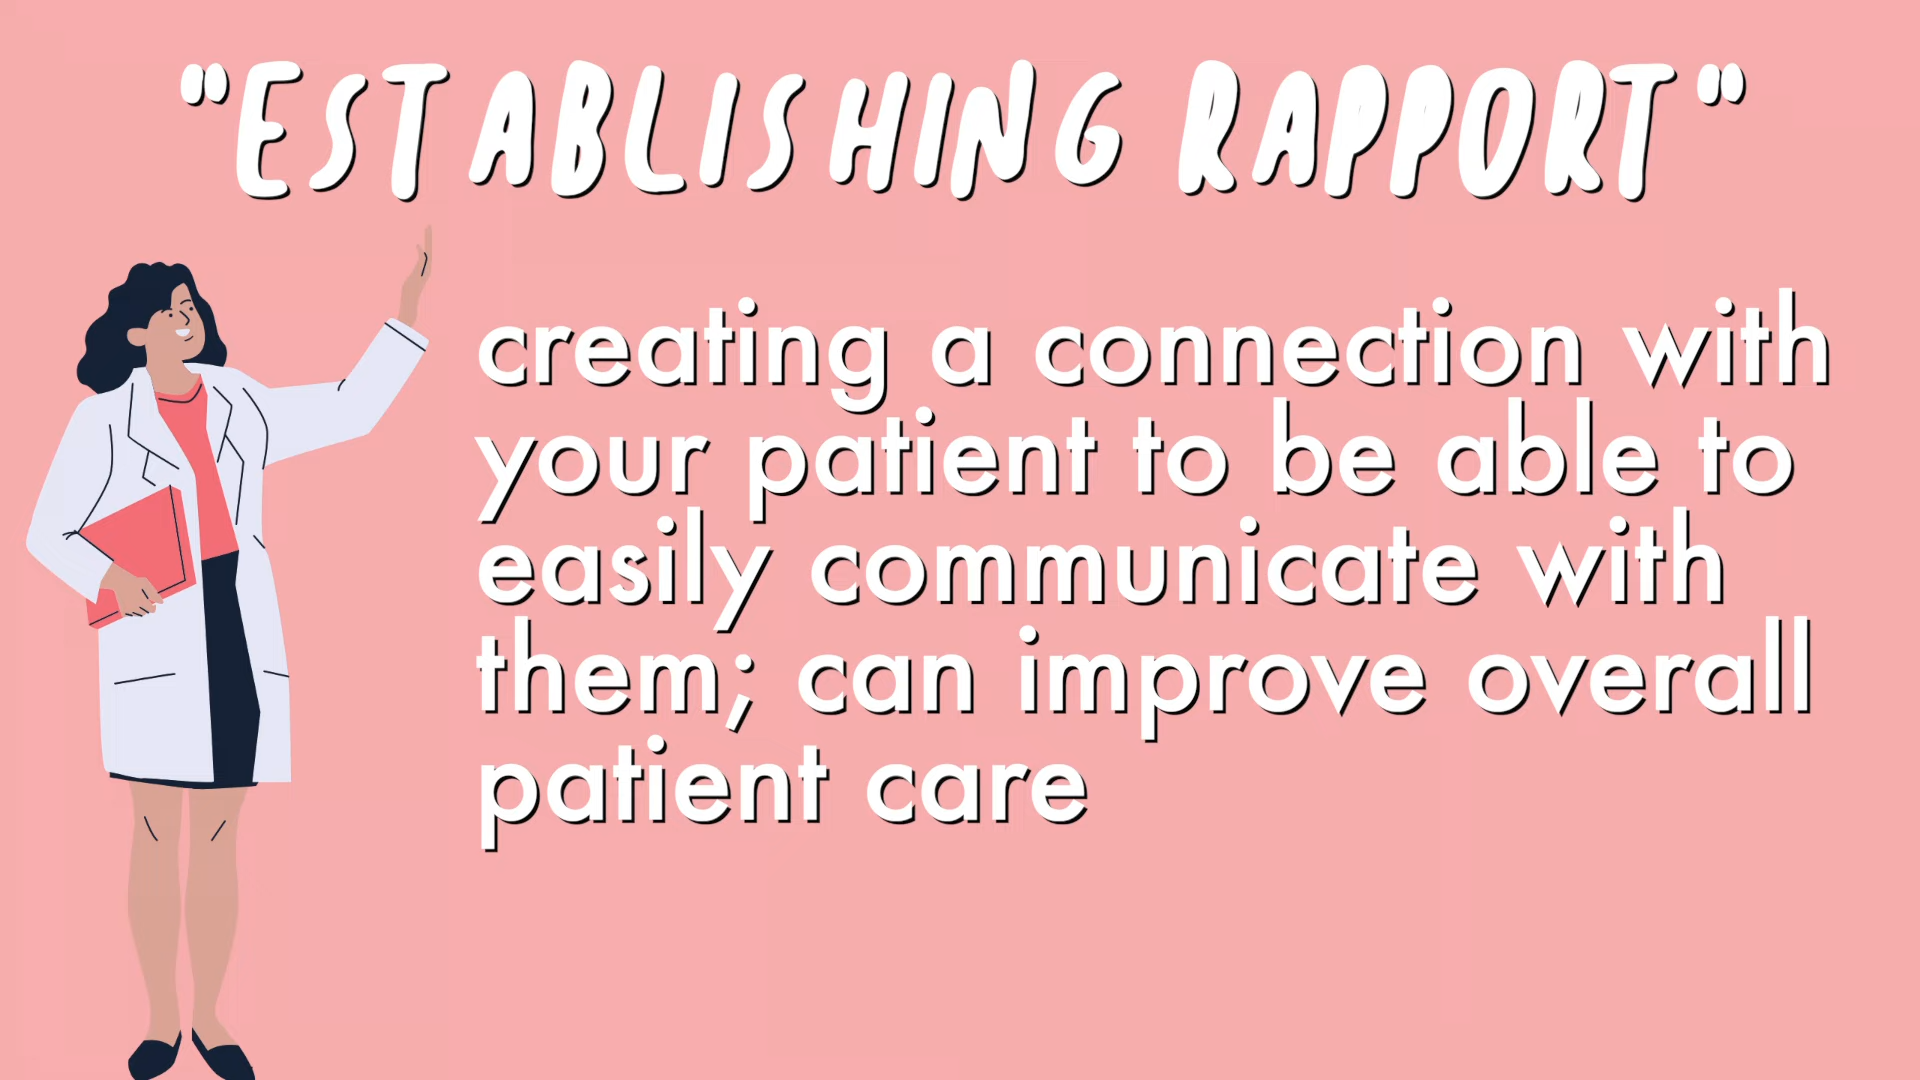 "ESTABLISHING RAPPORT"
creating a connection with
your patient to be able to
easily communicate with
them; can improve overall
patient care